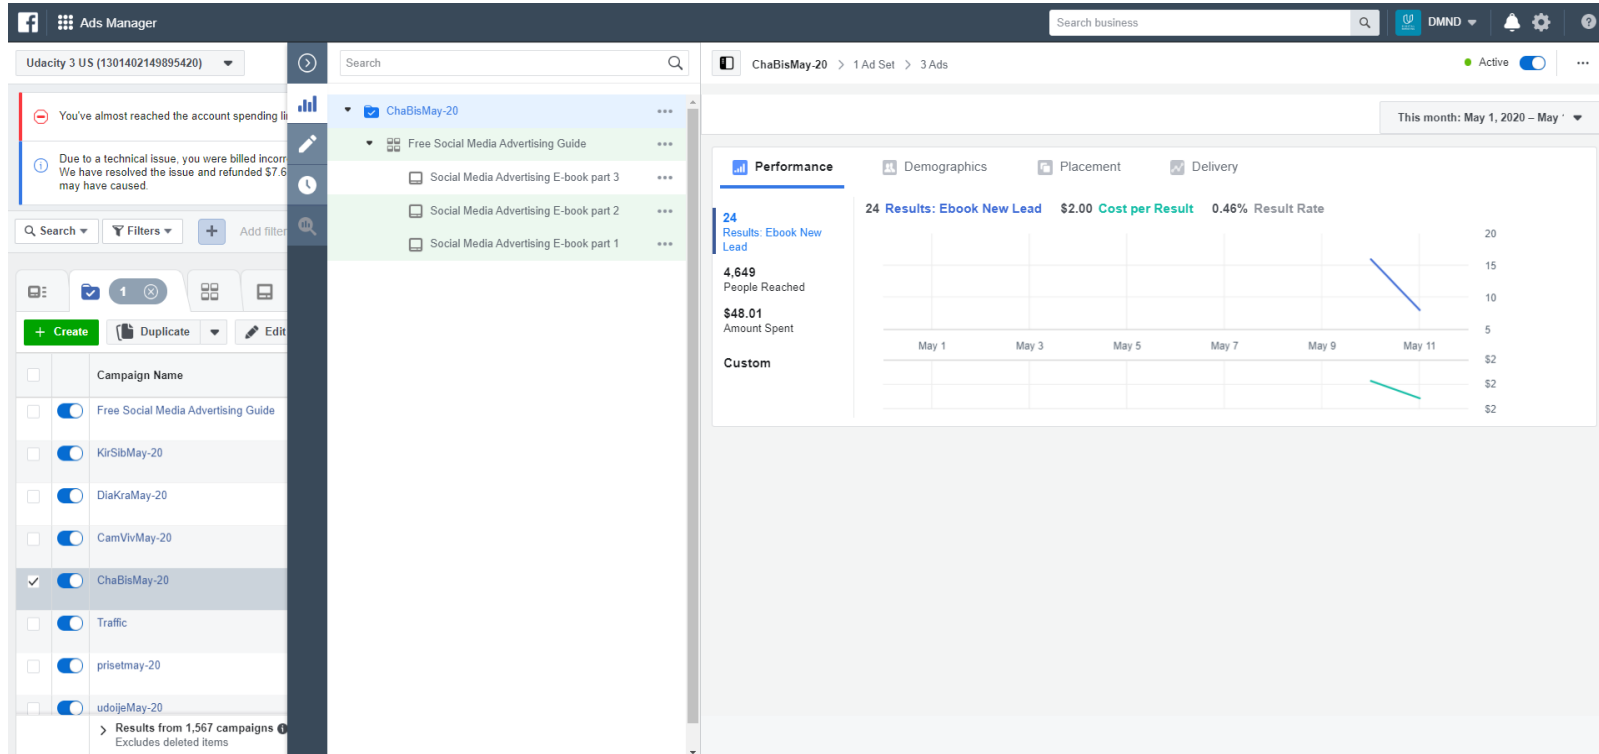 Ads Manager
Search business
DMND
Udacity 3 US (1301402149895420)
You've almost reached the account spending li
Due to a technical issue, you were billed incorr
We have resolved the issue and refunded $7.6
may have caused.
Search
Filters
Add filter
1
Create
Duplicate
Edit
Campaign Name
Free Social Media Advertising Guide
KirSibMay-20
DiaKraMay-20
CamVivMay-20
ChaBisMay-20
Traffic
prisetmay-20
udoijeMay-20
Results from 1,567 campaigns
Excludes deleted items
Search
ChaBisMay-20
Free Social Media Advertising Guide
Social Media Advertising E-book part 3
Social Media Advertising E-book part 2
Social Media Advertising E-book part 1
ChaBisMay-20 > 1 Ad Set > 3 Ads
Active
This month: May 1, 2020 – May
Performance
Demographics
Placement
Delivery
24
Results: Ebook New
Lead
4,649
People Reached
$48.01
Amount Spent
Custom
24 Results: Ebook New Lead $2.00 Cost per Result 0.46% Result Rate
20
15
10
5
May 1 May 3 May 5 May 7 May 9 May 11
$2
$2
$2